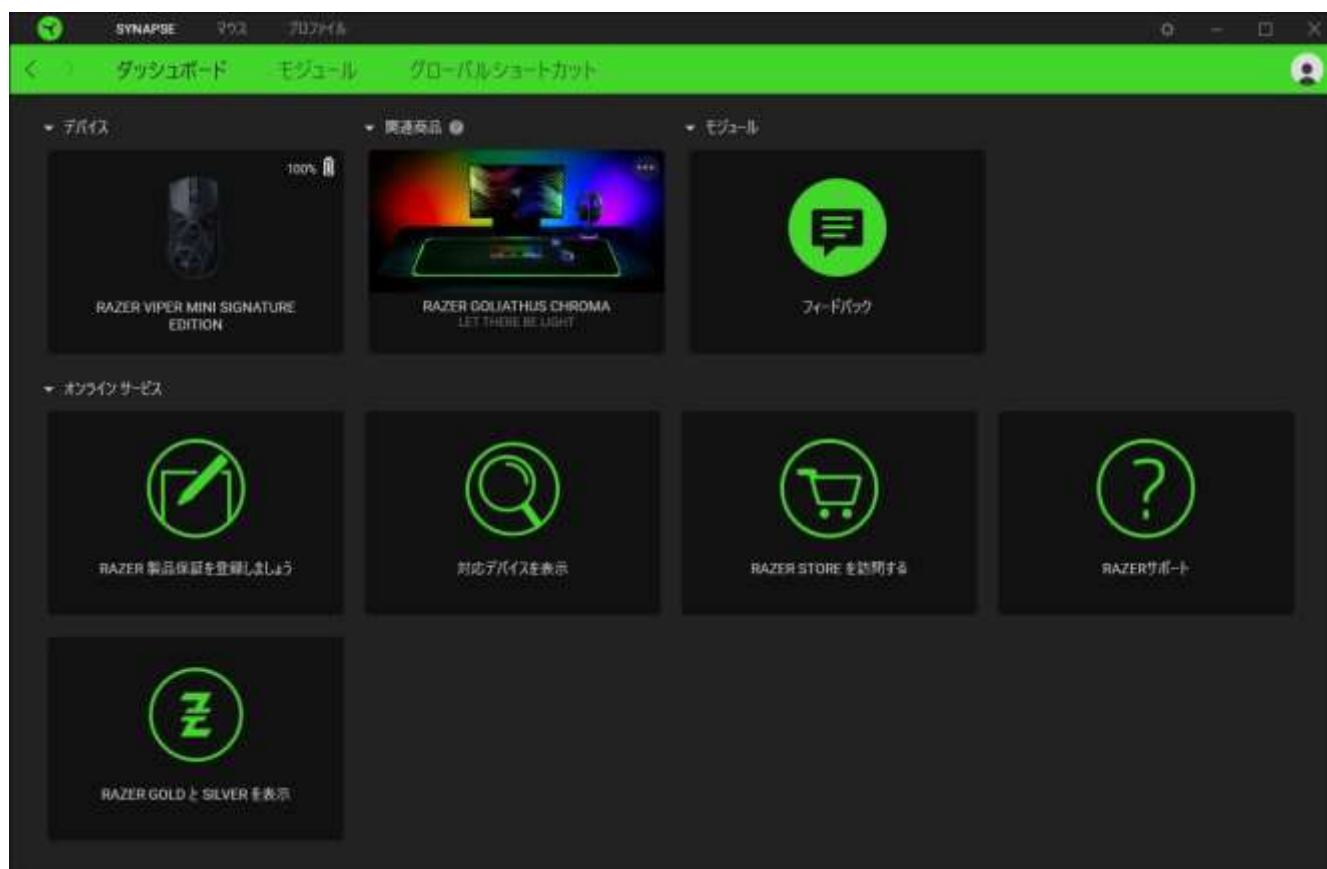 SYNAPSE マウス プロファイル
ダッシュボード モジュール グローバルショートカット
デバイス
100%
RAZER VIPER MINI SIGNATURE
EDITION
関連商品
RAZER GOLIATHUS CHROMA
LET THERE BE LIGHT
モジュール
フィードバック
オンライン サービス
RAZER 製品保証を登録しましょう
対応デバイスを表示
RAZER STORE を訪問する
RAZERサポート
RAZER GOLD と SILVER を表示